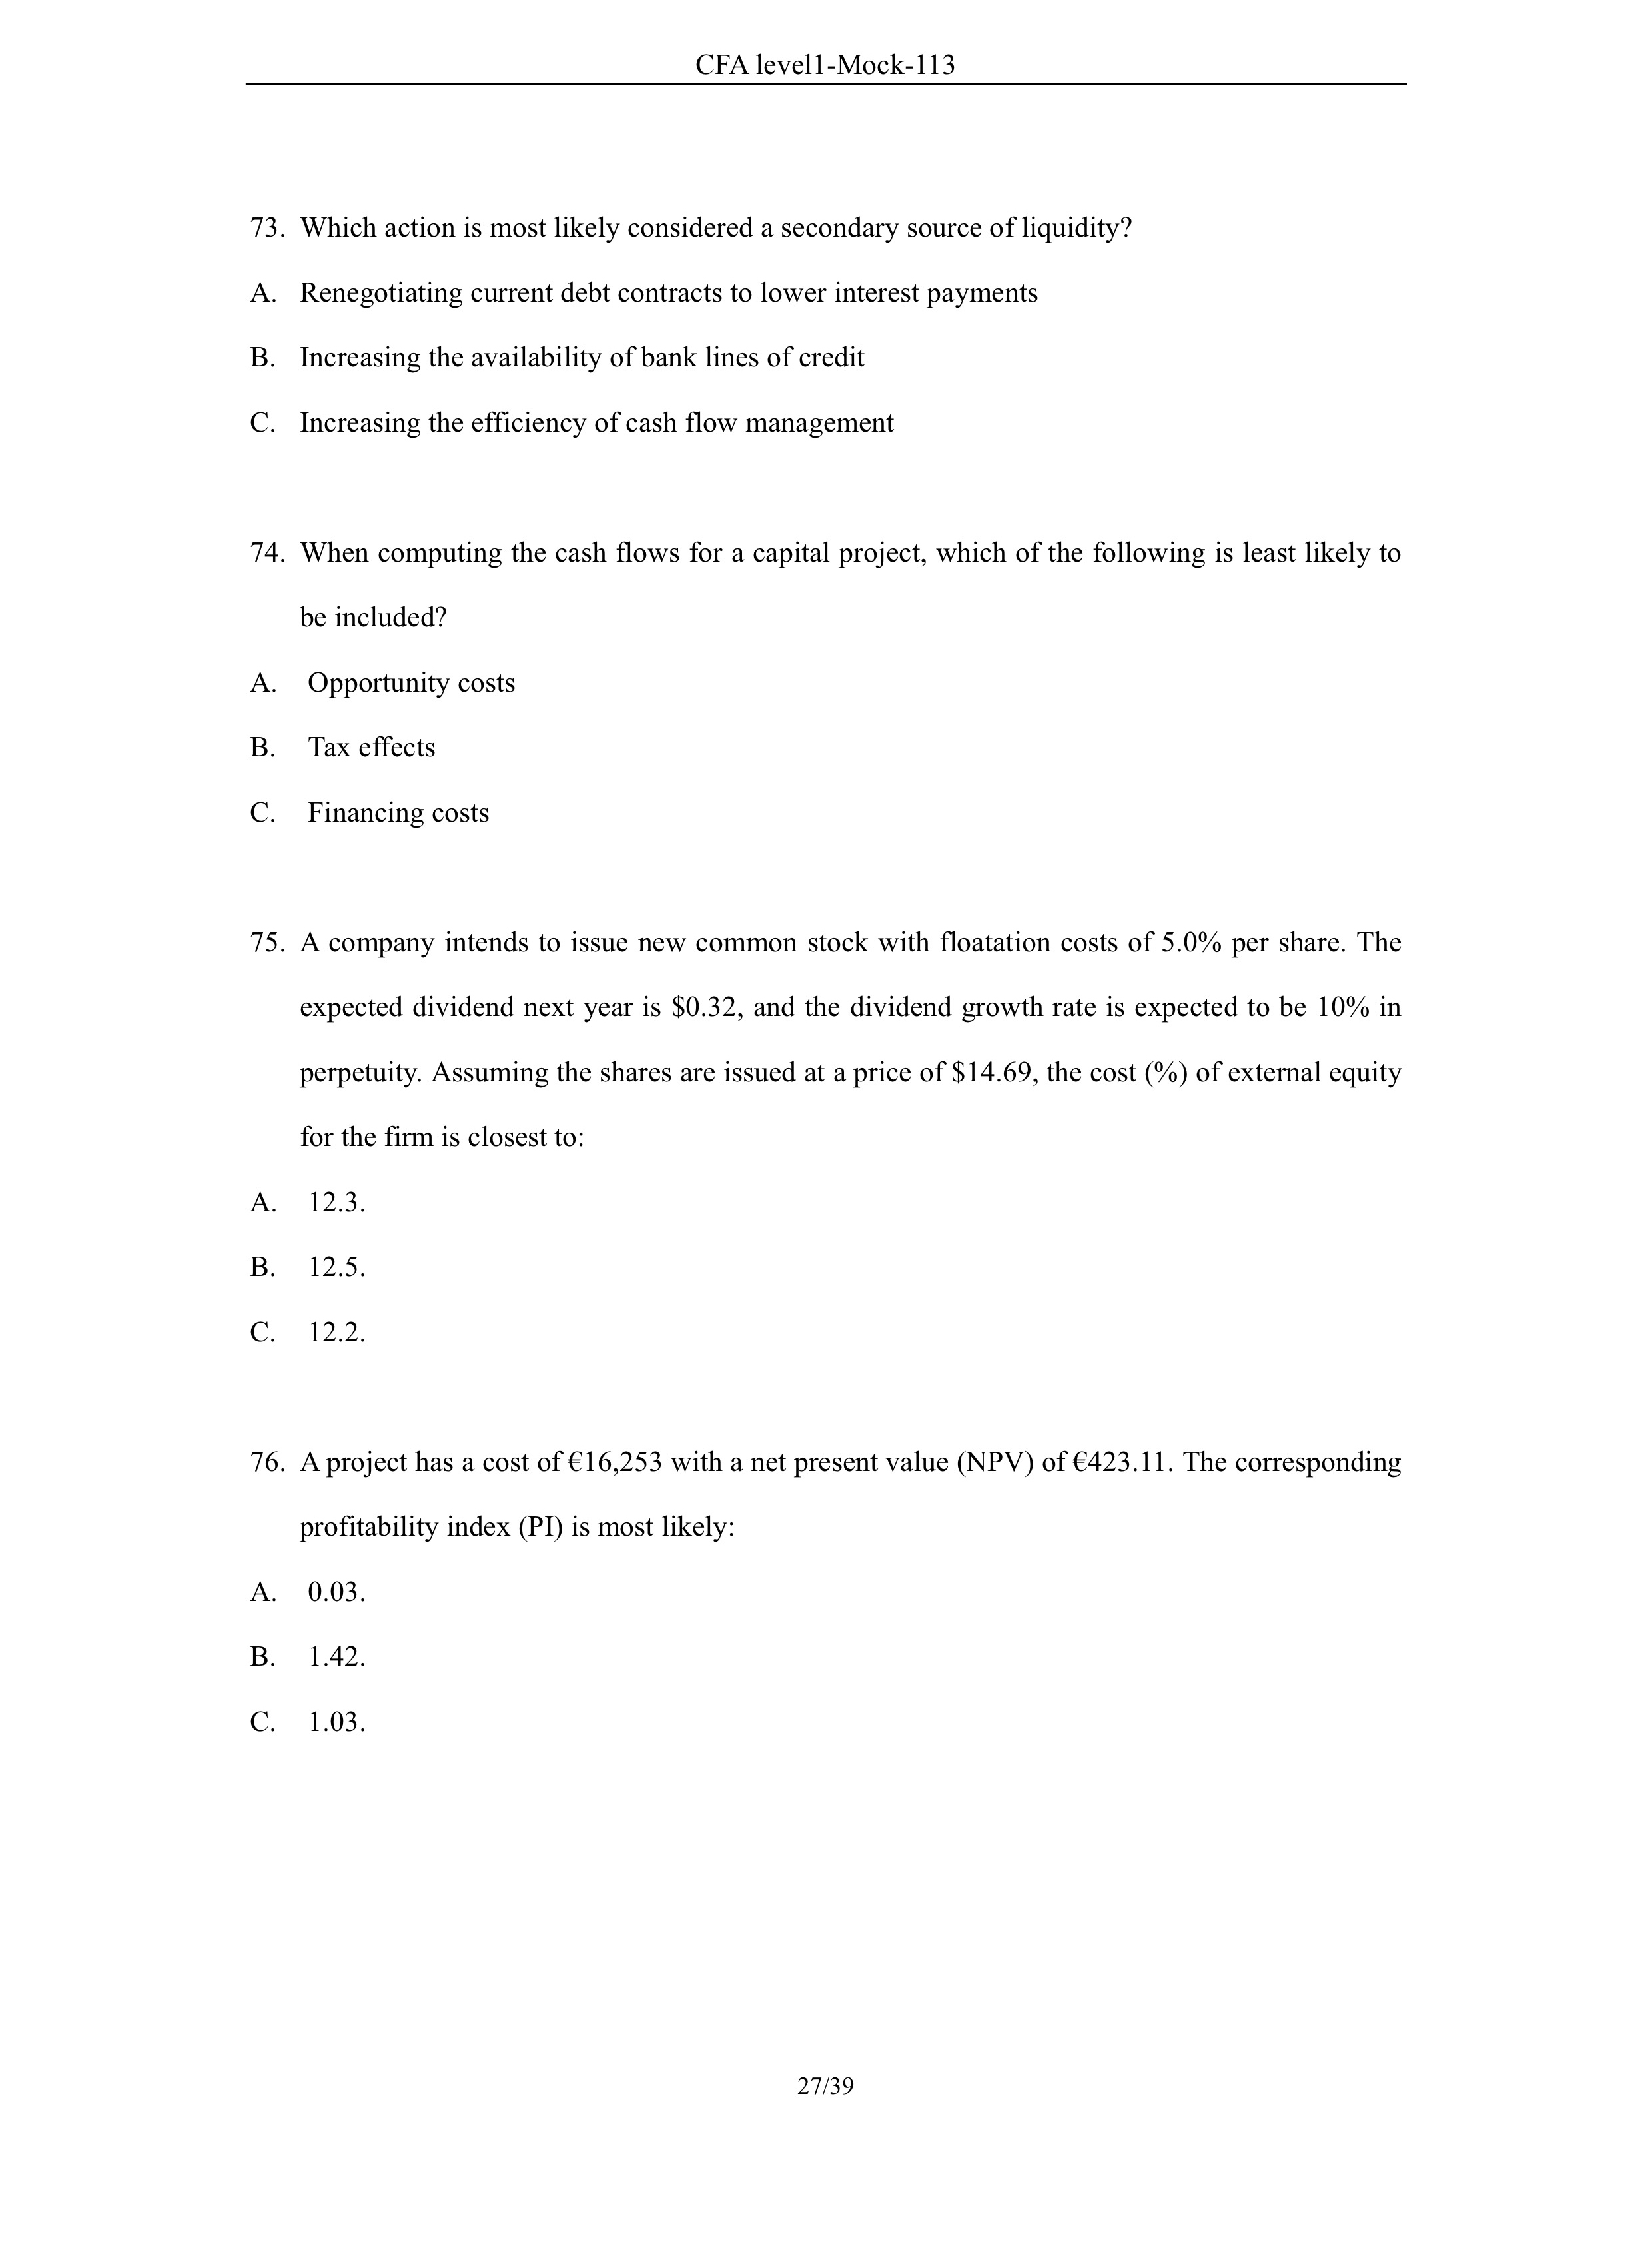 CFA level1-Mock-113
73. Which action is most likely considered a secondary source of liquidity?
A. Renegotiating current debt contracts to lower interest payments
B. Increasing the availability of bank lines of credit
C. Increasing the efficiency of cash flow management
74. When computing the cash flows for a capital project, which of the following is least likely to
be included?
A. Opportunity costs
B. Tax effects
C. Financing costs
75. A company intends to issue new common stock with floatation costs of 5.0% per share. The
expected dividend next year is $0.32, and the dividend growth rate is expected to be 10% in
perpetuity. Assuming the shares are issued at a price of $14.69, the cost (%) of external equity
for the firm is closest to:
A. 12.3.
B. 12.5.
C. 12.2.
76. A project has a cost of €16,253 with a net present value (NPV) of €423.11. The corresponding
profitability index (PI) is most likely:
A. 0.03.
B. 1.42.
C. 1.03.
27/39